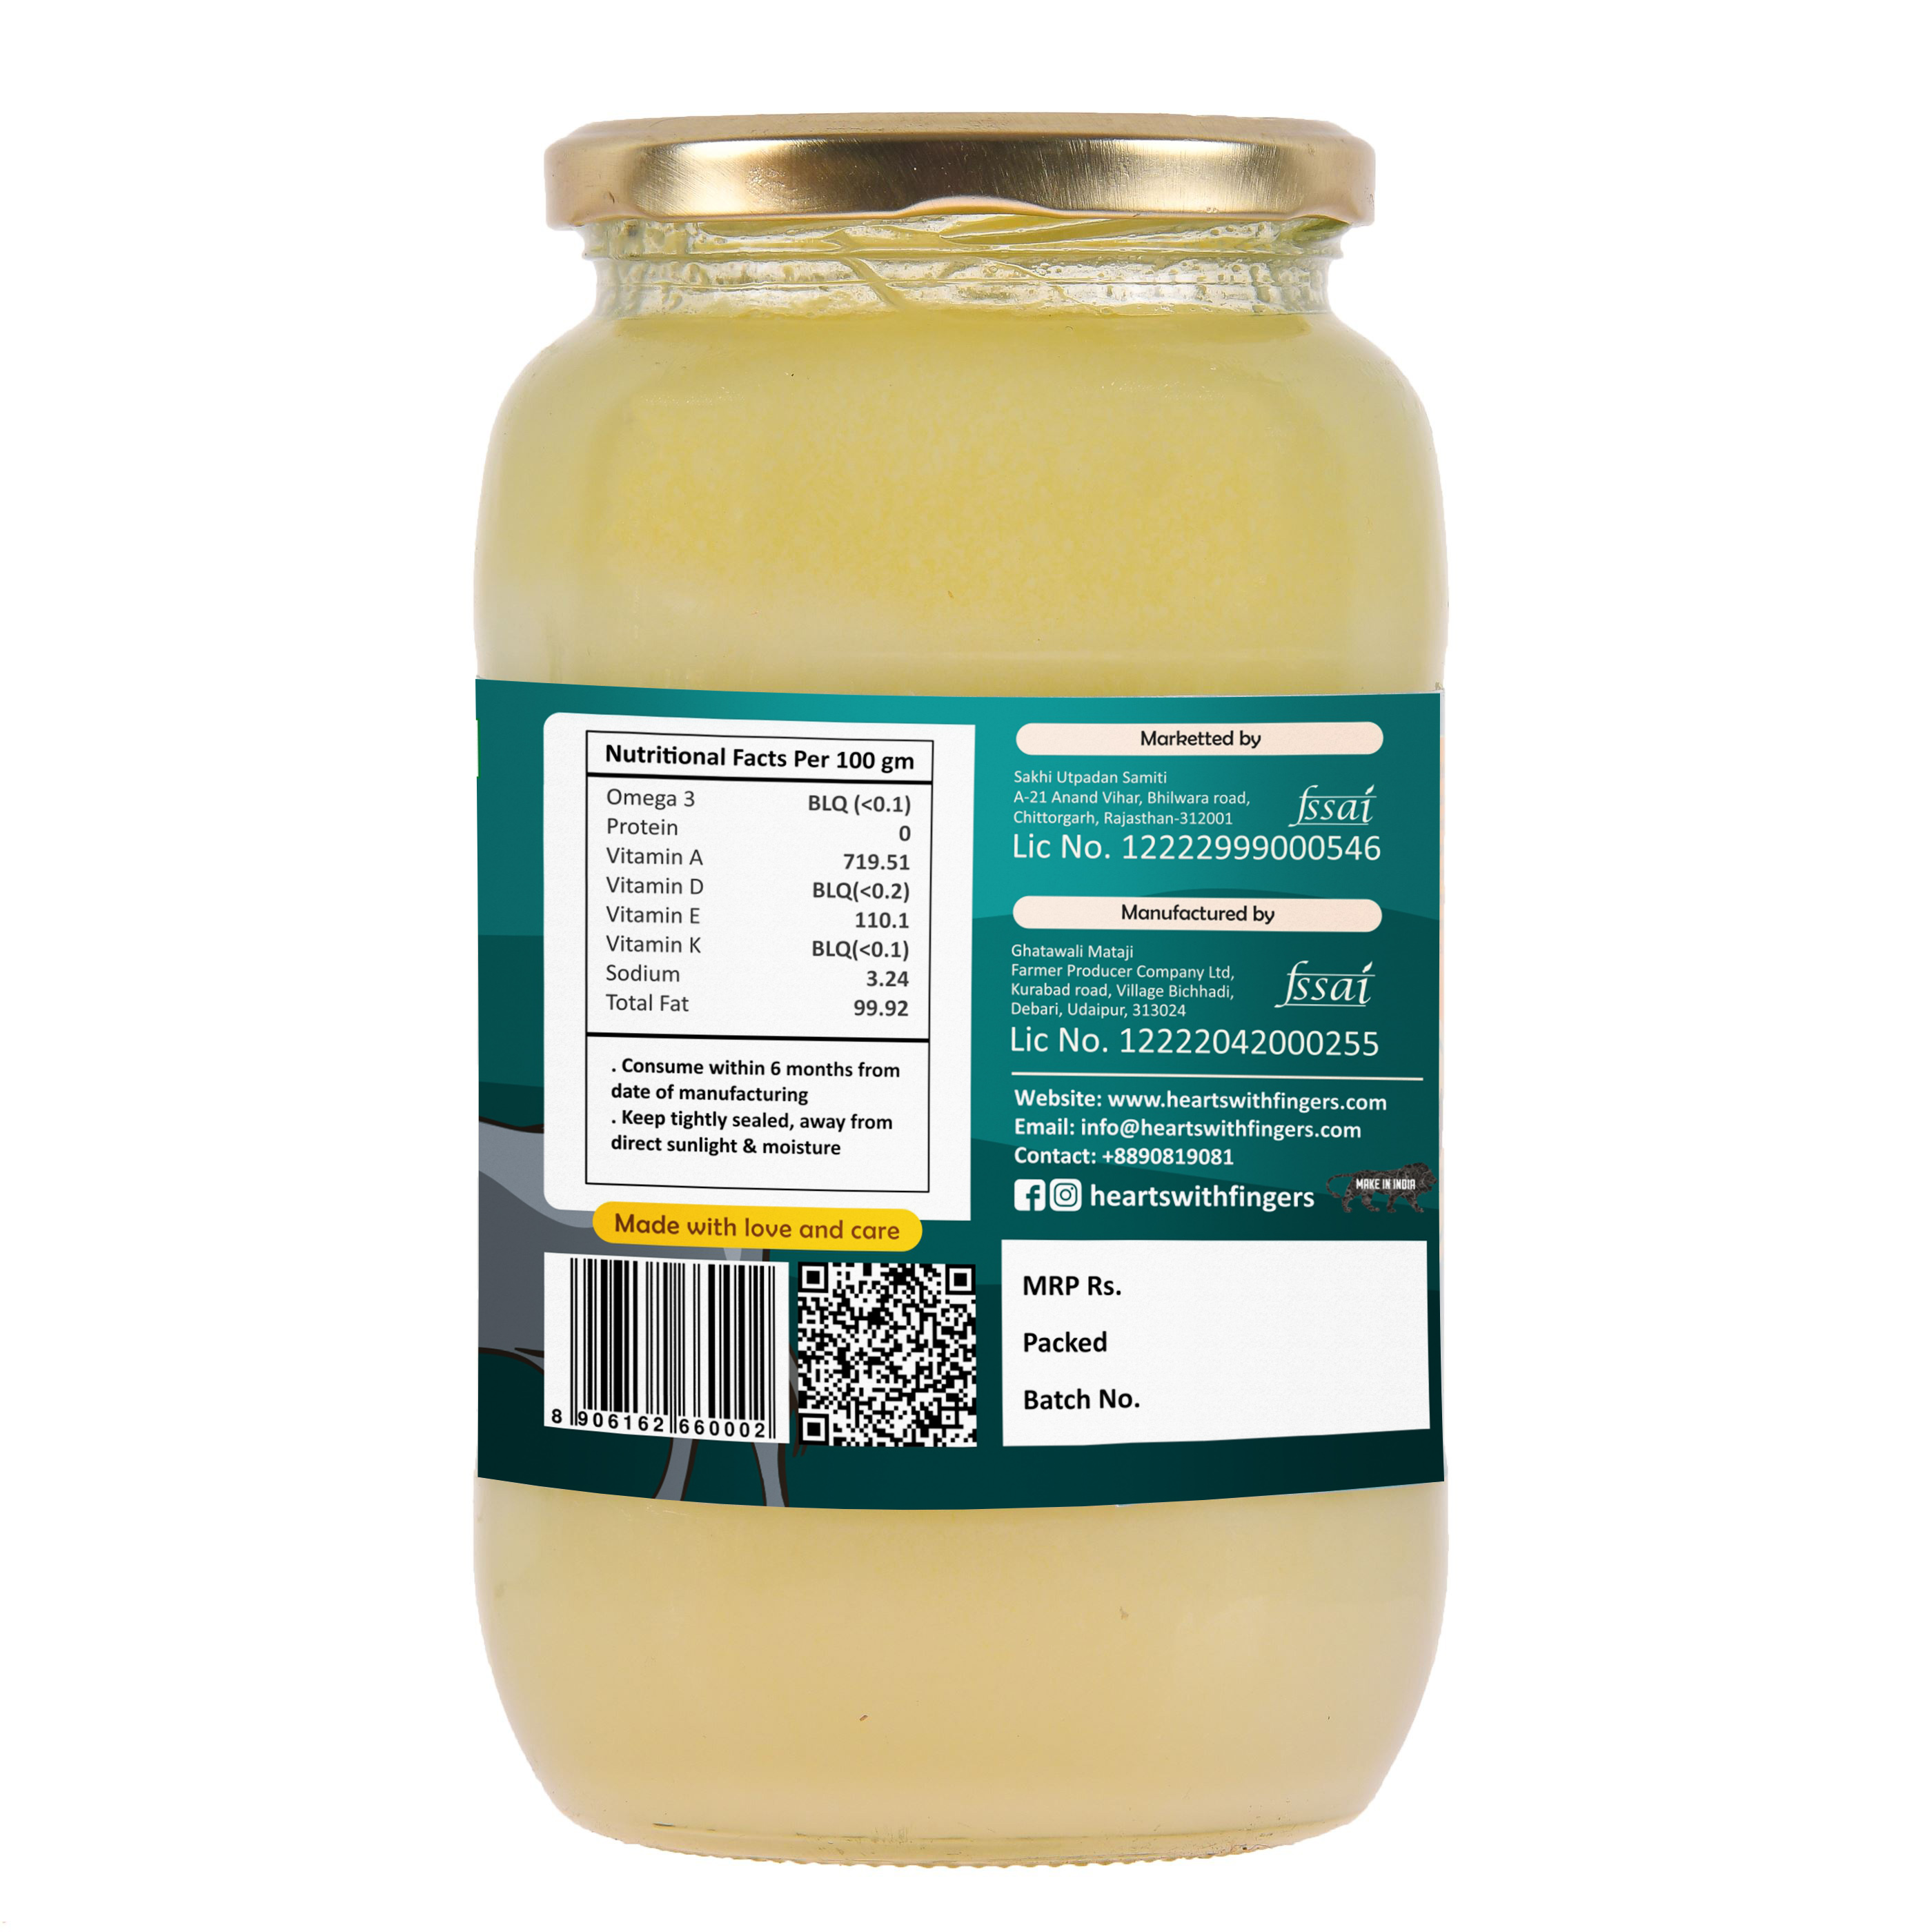 Nutritional Facts Per 100 gm
Omega 3 BLQ (<0.1)
Protein 0
Vitamin A 719.51
Vitamin D BLQ(<0.2)
Vitamin E 110.1
Vitamin K BLQ(<0.1)
Sodium 3.24
Total Fat 99.92
. Consume within 6 months from
date of manufacturing
. Keep tightly sealed, away from
direct sunlight & moisture
Made with love and care
8 906162 660002
Marketted by
Sakhi Utpadan Samiti
A-21 Anand Vihar, Bhilwara road,
Chittorgarh, Rajasthan-312001
fssai
Lic No. 12222999000546
Manufactured by
Ghatawali Mataji
Farmer Producer Company Ltd,
Kurabad road, Village Bichhadi,
Debari, Udaipur, 313024
fssai
Lic No. 12222042000255
Website: www.heartswithfingers.com
Email: info@heartswithfingers.com
Contact: +8890819081
heartswithfingers
MAKE IN INDIA
MRP Rs.
Packed
Batch No.